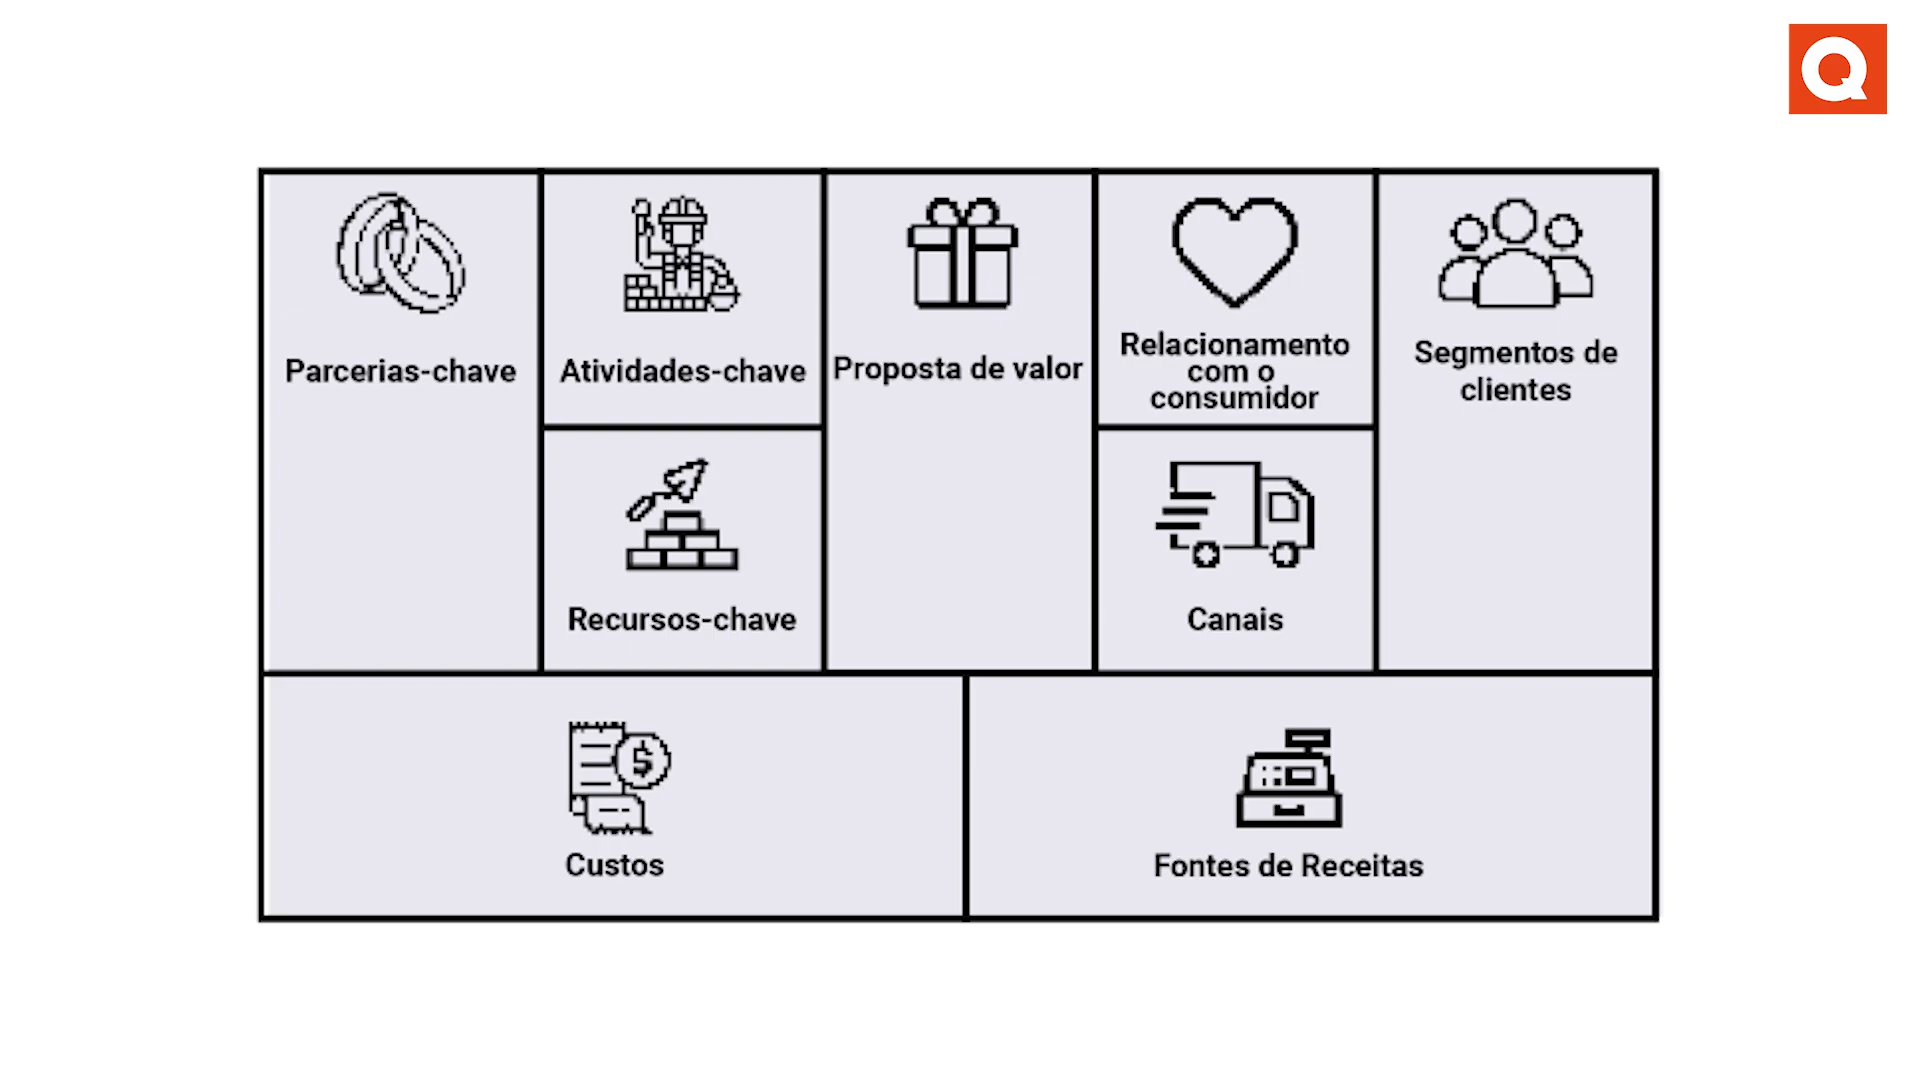 Q
Parcerias-chave
Atividades-chave
Proposta de valor
Relacionamento
com o
consumidor
Segmentos de
clientes
Recursos-chave
Canais
$
Custos
Fontes de Receitas